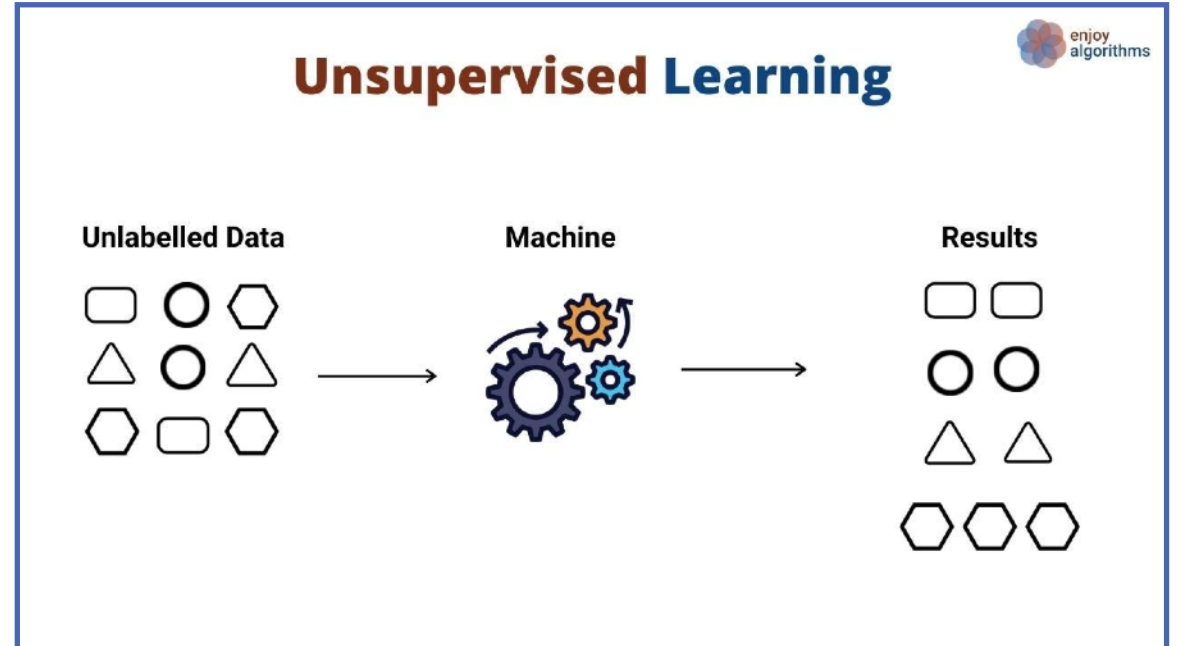 enjoy
algorithms
Unsupervised Learning
Unlabelled Data
Machine
Results